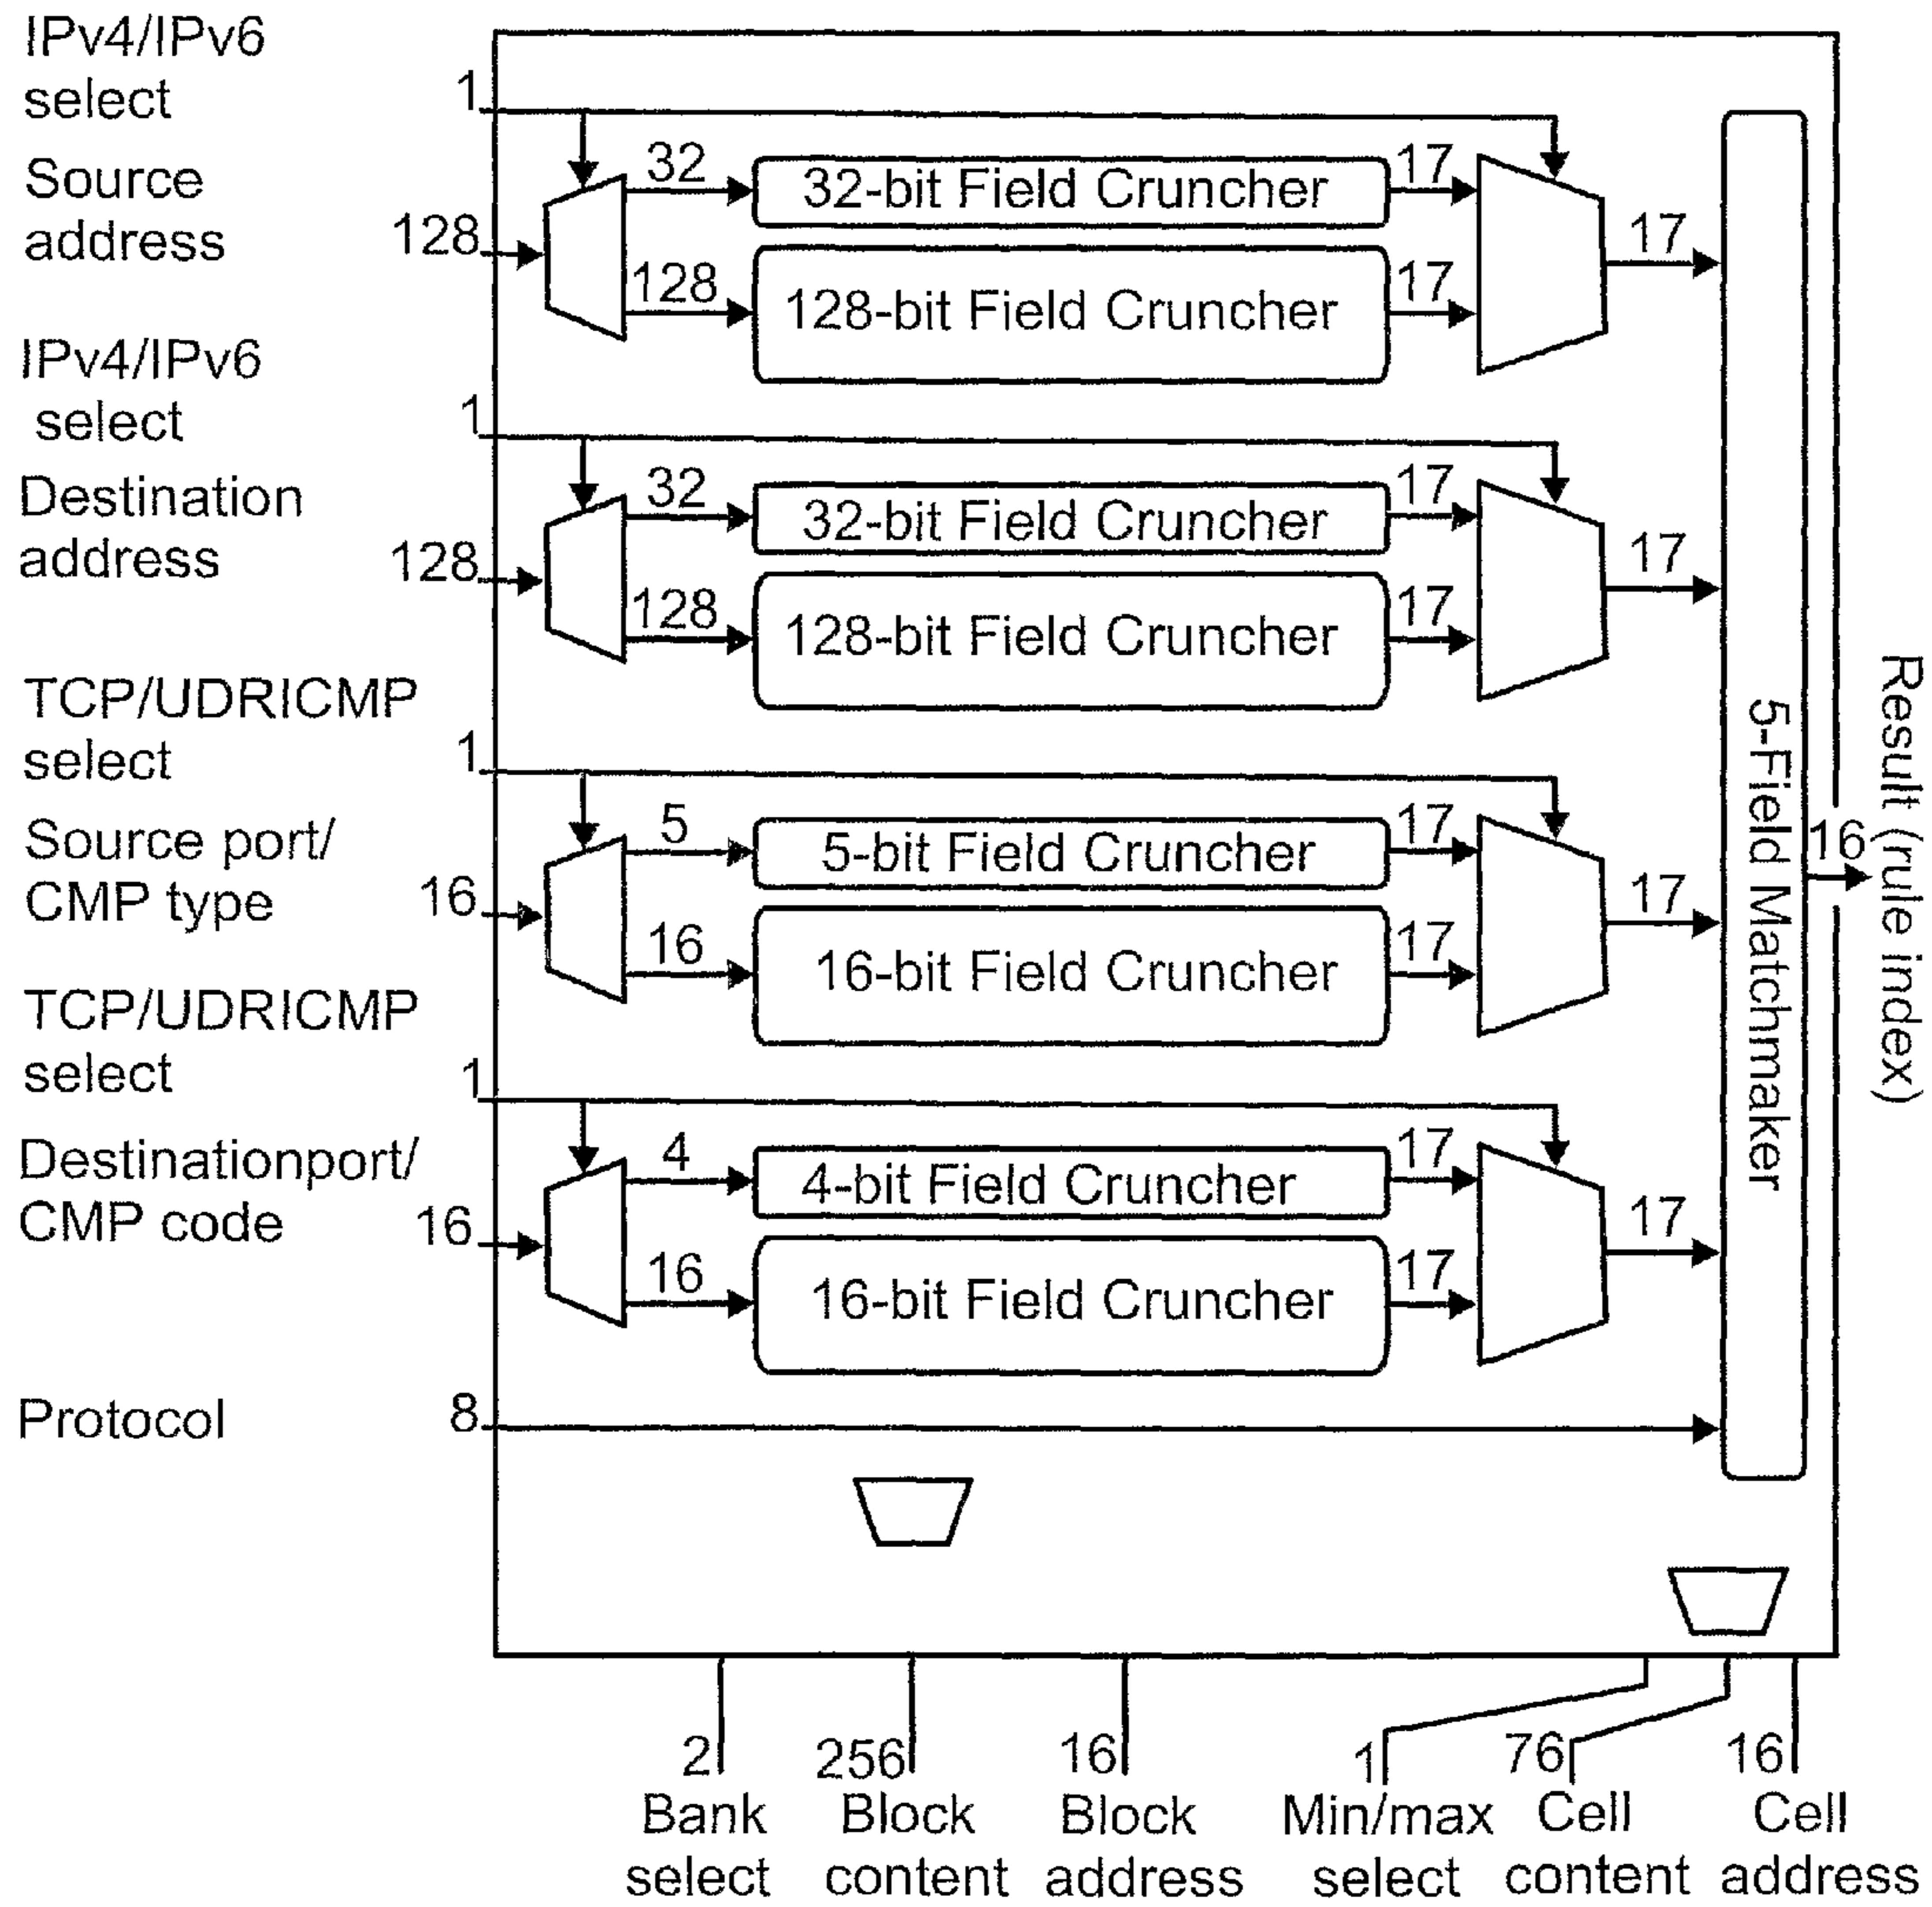 IPv4/IPv6
select
1
Source
address
128
32
32-bit Field Cruncher
17
128
128-bit Field Cruncher
17
17
IPv4/IPv6
select
1
Destination
address
128
32
32-bit Field Cruncher
17
128
128-bit Field Cruncher
17
17
TCP/UDRICMP
select
1
Source port/
CMP type
16
5
5-bit Field Cruncher
17
16
16-bit Field Cruncher
17
17
TCP/UDRICMP
select
1
Destinationport/
CMP code
16
4
4-bit Field Cruncher
17
16
16-bit Field Cruncher
17
17
Protocol
8
5-Field Matchmaker
16
Result (rule index)
2
Bank
select
256
Block
content
16
Block
address
1
Min/max
select
76
Cell
content
16
Cell
address